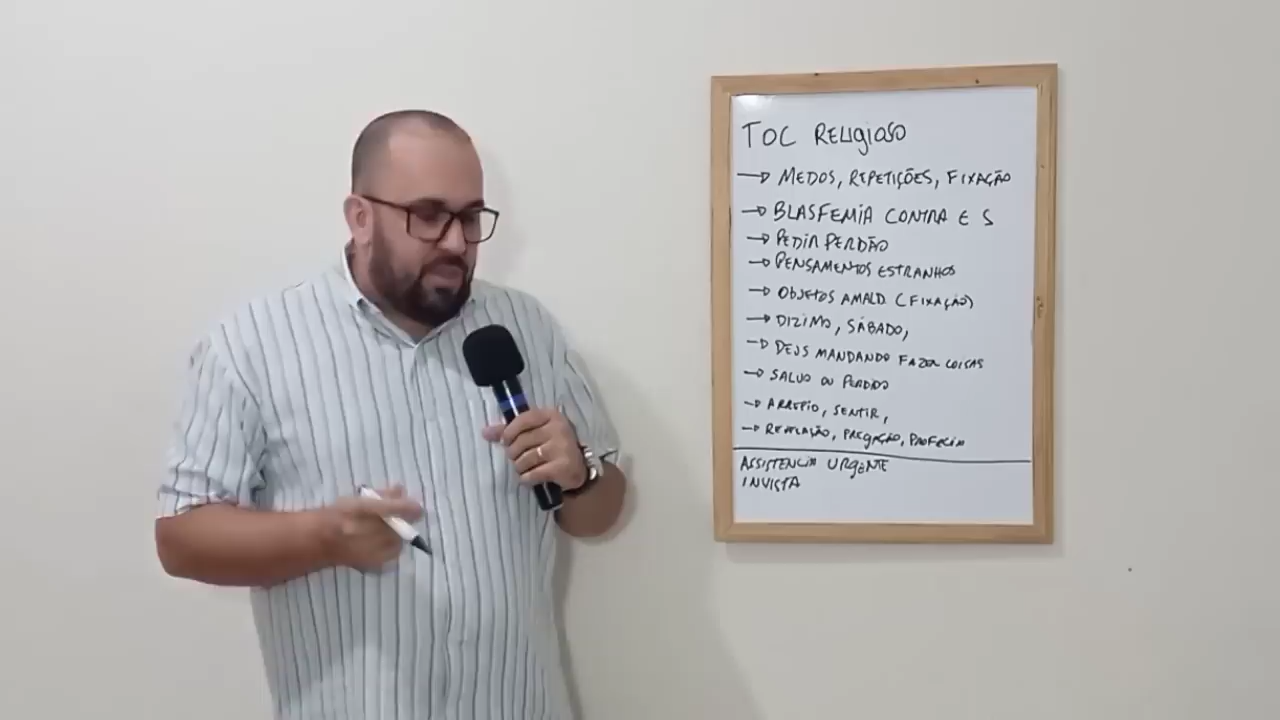 TOC RELIGIOSO
→ MEDOS, REPETIÇÕES, FIXAÇÃO
→ BLASFEMIA CONTRA E S
→ PEDIR PERDÃO
→ PENSAMENTOS ESTRANHOS
→ OBJETOS AMALD. (FIXAÇÃO)
→ DIZIMO, SÁBADO,
→ DEUS MANDANDO FAZER COISAS
→ SALVO OU PERDIDO
→ ARREPIO, SENTIR,
→ REVELAÇÃO, PREGAÇÃO, PROFECIA
ASSISTENCIA URGENTE
INVISTA